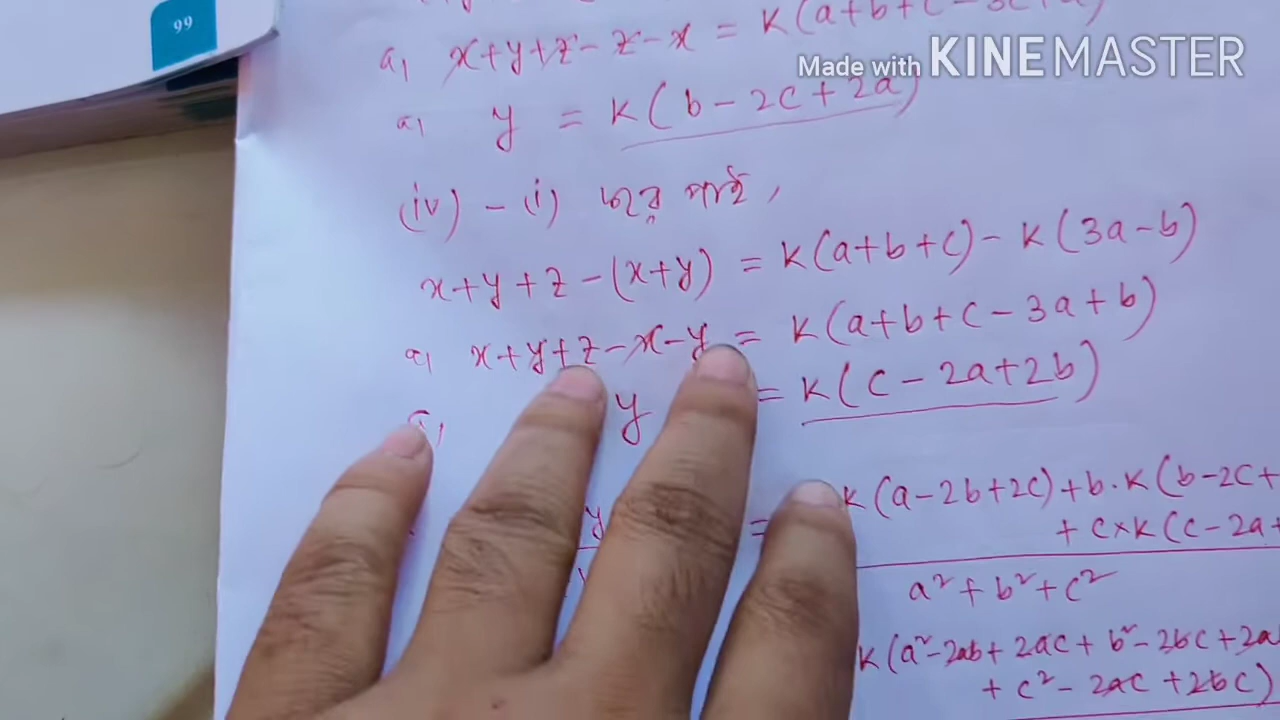 99
x+y+z-z-x = k(a+b+c-3c+a)
Made with KINEMASTER
বা, y = k(b-2c+2a)
(iv) - (i) করে পাই,
x+y+z-(x+y) = k(a+b+c) - k(3a-b)
বা, x+y+z-x-y = k(a+b+c-3a+b)
বা, y = k(c-2a+2b)
y = k(a-2b+2c)+b.k(b-2c+
+ c×k(c-2a+
a²+b²+c²
k(a²-2ab+2ac+b²-2bc+2ab
+c²-2ac+2bc)